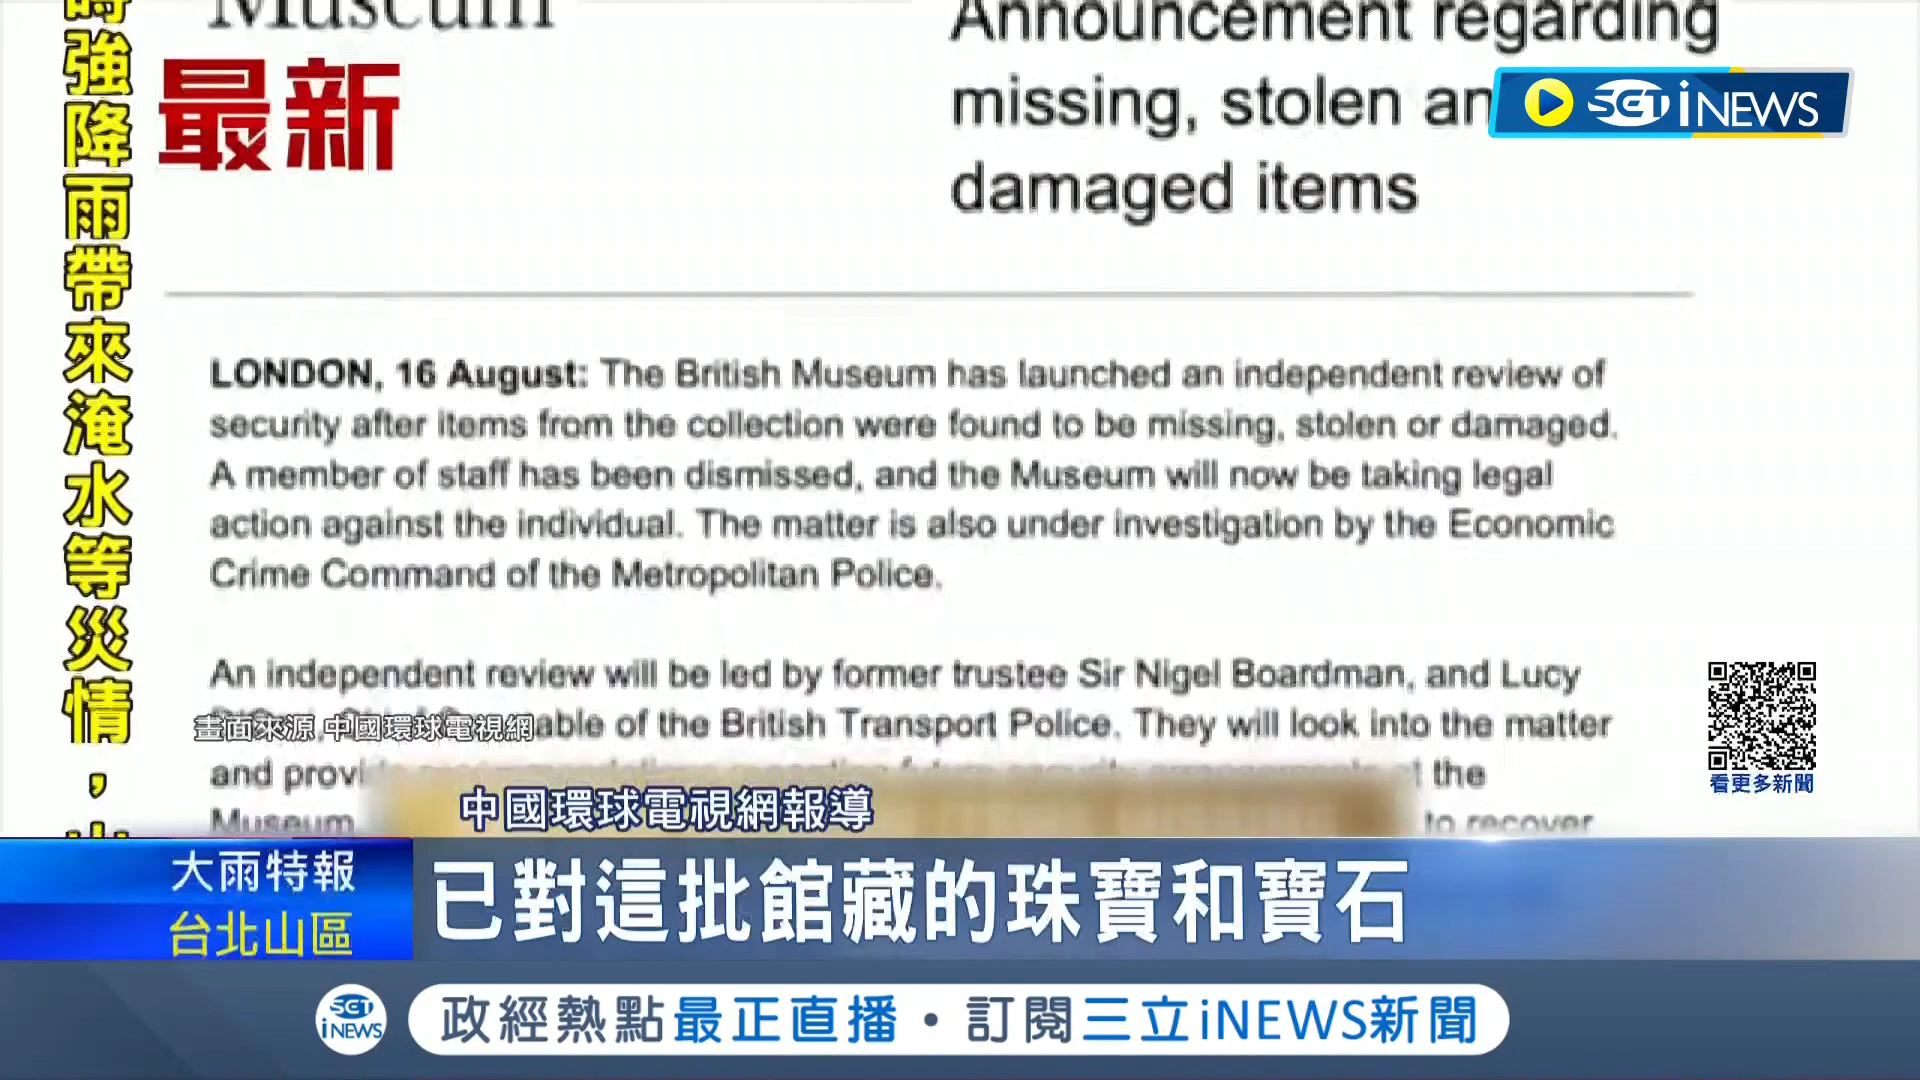 Museum
Announcement regarding
missing, stolen an
damaged items
最新
SET iNEWS
時強降雨帶來淹水等災情，
LONDON, 16 August: The British Museum has launched an independent review of
security after items from the collection were found to be missing, stolen or damaged.
A member of staff has been dismissed, and the Museum will now be taking legal
action against the individual. The matter is also under investigation by the Economic
Crime Command of the Metropolitan Police.
An independent review will be led by former trustee Sir Nigel Boardman, and Lucy
able of the British Transport Police. They will look into the matter
畫面來源 中國環球電視網
and provi the
Museum to recover
看更多新聞
中國環球電視網報導
大雨特報
台北山區
已對這批館藏的珠寶和寶石
SET iNEWS
政經熱點最正直播·訂閱三立iNEWS新聞